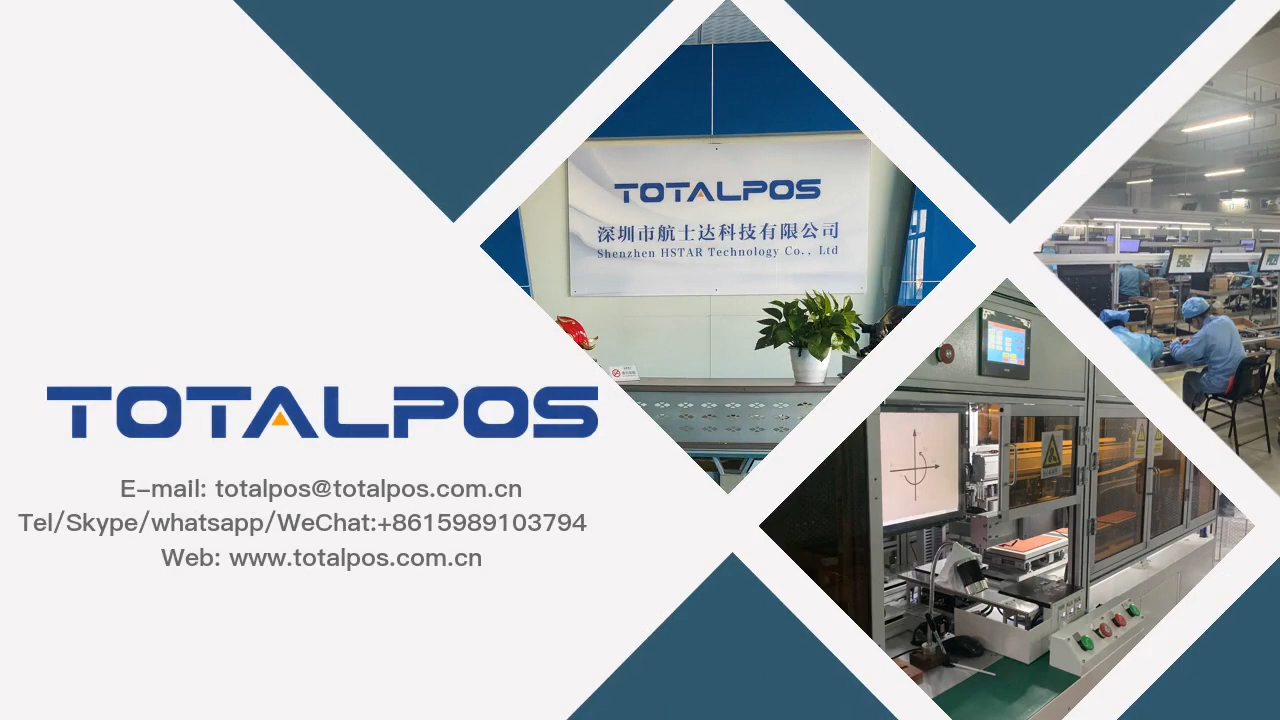 TOTALPOS
深圳市航士达科技有限公司
Shenzhen HSTAR Technology Co., Ltd
TOTALPOS
E-mail: totalpos@totalpos.com.cn
Tel/Skype/whatsapp/WeChat:+8615989103794
Web: www.totalpos.com.cn